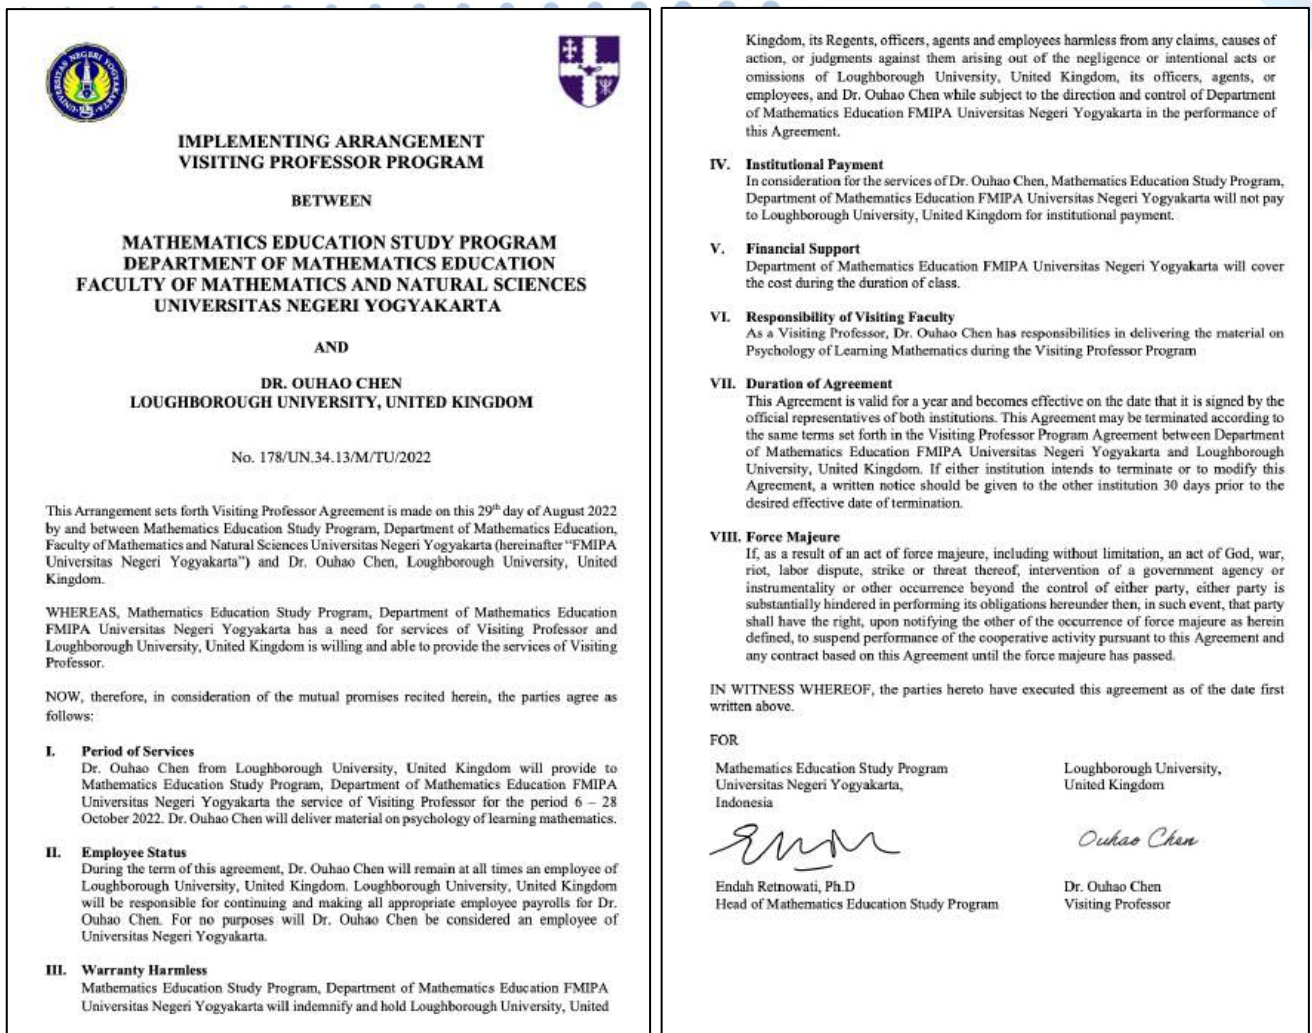 UNIVERSITAS NEGERI YOGYAKARTA
IMPLEMENTING ARRANGEMENT
VISITING PROFESSOR PROGRAM
BETWEEN
MATHEMATICS EDUCATION STUDY PROGRAM
DEPARTMENT OF MATHEMATICS EDUCATION
FACULTY OF MATHEMATICS AND NATURAL SCIENCES
UNIVERSITAS NEGERI YOGYAKARTA
AND
DR. OUHAO CHEN
LOUGHBOROUGH UNIVERSITY, UNITED KINGDOM
No. 178/UN.34.13/M/TU/2022
This Arrangement sets forth Visiting Professor Agreement is made on this 29th day of August 2022
by and between Mathematics Education Study Program, Department of Mathematics Education,
Faculty of Mathematics and Natural Sciences Universitas Negeri Yogyakarta (hereinafter “FMIPA
Universitas Negeri Yogyakarta”) and Dr. Ouhao Chen, Loughborough University, United
Kingdom.
WHEREAS, Mathematics Education Study Program, Department of Mathematics Education
FMIPA Universitas Negeri Yogyakarta has a need for services of Visiting Professor and
Loughborough University, United Kingdom is willing and able to provide the services of Visiting
Professor.
NOW, therefore, in consideration of the mutual promises recited herein, the parties agree as
follows:
I. Period of Services
Dr. Ouhao Chen from Loughborough University, United Kingdom will provide to
Mathematics Education Study Program, Department of Mathematics Education FMIPA
Universitas Negeri Yogyakarta the service of Visiting Professor for the period 6 – 28
October 2022. Dr. Ouhao Chen will deliver material on psychology of learning mathematics.
II. Employee Status
During the term of this agreement, Dr. Ouhao Chen will remain at all times an employee of
Loughborough University, United Kingdom. Loughborough University, United Kingdom
will be responsible for continuing and making all appropriate employee payrolls for Dr.
Ouhao Chen. For no purposes will Dr. Ouhao Chen be considered an employee of
Universitas Negeri Yogyakarta.
III. Warranty Harmless
Mathematics Education Study Program, Department of Mathematics Education FMIPA
Universitas Negeri Yogyakarta will indemnify and hold Loughborough University, United
Kingdom, its Regents, officers, agents and employees harmless from any claims, causes of
action, or judgments against them arising out of the negligence or intentional acts or
omissions of Loughborough University, United Kingdom, its officers, agents, or
employees, and Dr. Ouhao Chen while subject to the direction and control of Department
of Mathematics Education FMIPA Universitas Negeri Yogyakarta in the performance of
this Agreement.
IV. Institutional Payment
In consideration for the services of Dr. Ouhao Chen, Mathematics Education Study Program,
Department of Mathematics Education FMIPA Universitas Negeri Yogyakarta will not pay
to Loughborough University, United Kingdom for institutional payment.
V. Financial Support
Department of Mathematics Education FMIPA Universitas Negeri Yogyakarta will cover
the cost during the duration of class.
VI. Responsibility of Visiting Faculty
As a Visiting Professor, Dr. Ouhao Chen has responsibilities in delivering the material on
Psychology of Learning Mathematics during the Visiting Professor Program
VII. Duration of Agreement
This Agreement is valid for a year and becomes effective on the date that it is signed by the
official representatives of both institutions. This Agreement may be terminated according to
the same terms set forth in the Visiting Professor Program Agreement between Department
of Mathematics Education FMIPA Universitas Negeri Yogyakarta and Loughborough
University, United Kingdom. If either institution intends to terminate or to modify this
Agreement, a written notice should be given to the other institution 30 days prior to the
desired effective date of termination.
VIII. Force Majeure
If, as a result of an act of force majeure, including without limitation, an act of God, war,
riot, labor dispute, strike or threat thereof, intervention of a government agency or
instrumentality or other occurrence beyond the control of either party, either party is
substantially hindered in performing its obligations hereunder then, in such event, that party
shall have the right, upon notifying the other of the occurrence of force majeure as herein
defined, to suspend performance of the cooperative activity pursuant to this Agreement and
any contract based on this Agreement until the force majeure has passed.
IN WITNESS WHEREOF, the parties hereto have executed this agreement as of the date first
written above.
FOR
Mathematics Education Study Program
Universitas Negeri Yogyakarta,
Indonesia
Endah Retnowati, Ph.D
Head of Mathematics Education Study Program
Loughborough University,
United Kingdom
Ouhao Chen
Dr. Ouhao Chen
Visiting Professor